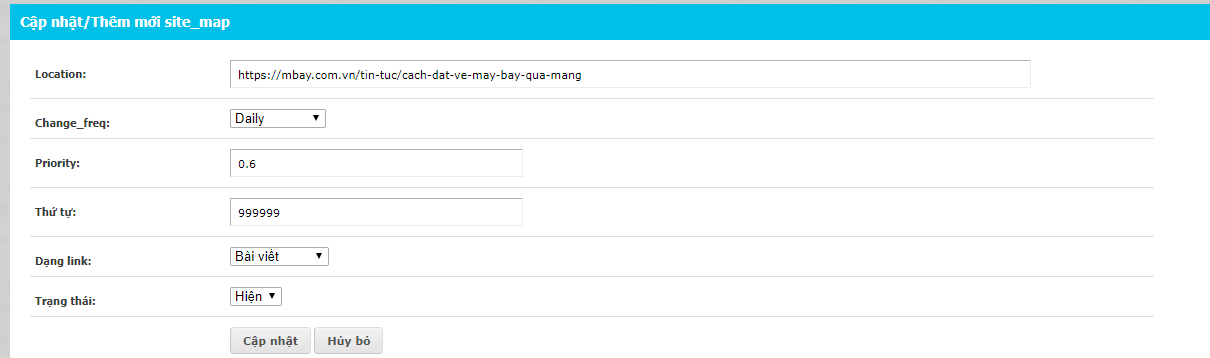 Cập nhật/Thêm mới site_map
Location: https://mbay.com.vn/tin-tuc/cach-dat-ve-may-bay-qua-mang
Change_freq: Daily
Priority: 0.6
Thứ tự: 999999
Dạng link: Bài viết
Trạng thái: Hiện
Cập nhật Hủy bỏ